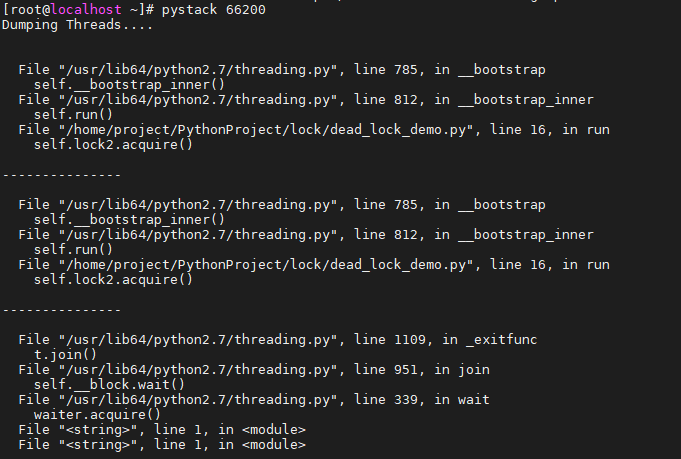 [root@localhost ~]# pystack 66200
Dumping Threads....
File "/usr/lib64/python2.7/threading.py", line 785, in __bootstrap
self.__bootstrap_inner()
File "/usr/lib64/python2.7/threading.py", line 812, in __bootstrap_inner
self.run()
File "/home/project/PythonProject/lock/dead_lock_demo.py", line 16, in run
self.lock2.acquire()
---------------
File "/usr/lib64/python2.7/threading.py", line 785, in __bootstrap
self.__bootstrap_inner()
File "/usr/lib64/python2.7/threading.py", line 812, in __bootstrap_inner
self.run()
File "/home/project/PythonProject/lock/dead_lock_demo.py", line 16, in run
self.lock2.acquire()
---------------
File "/usr/lib64/python2.7/threading.py", line 1109, in _exitfunc
t.join()
File "/usr/lib64/python2.7/threading.py", line 951, in join
self.__block.wait()
File "/usr/lib64/python2.7/threading.py", line 339, in wait
waiter.acquire()
File "<string>", line 1, in <module>
File "<string>", line 1, in <module>